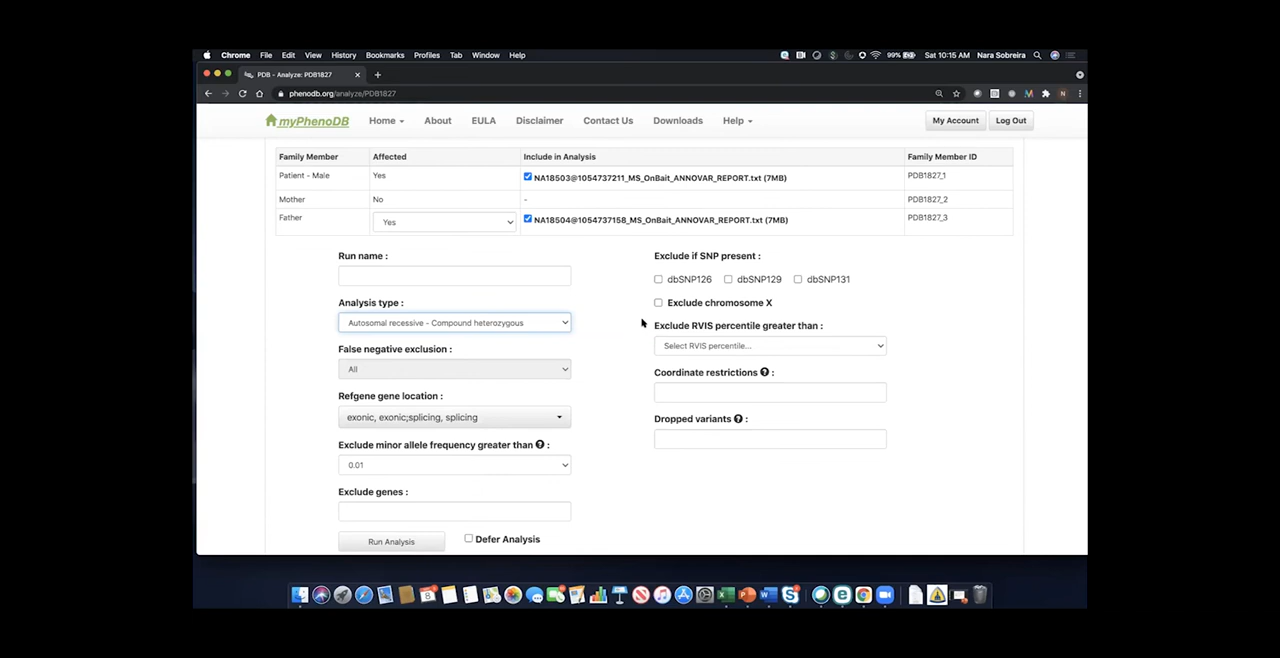 Chrome File Edit View History Bookmarks Profiles Tab Window Help 99% Sat 10:15 AM Nara Sobreira
PDB - Analyze: PDB1827
phenodb.org/analyze/PDB1827
myPhenoDB Home About EULA Disclaimer Contact Us Downloads Help My Account Log Out
Family Member Affected Include in Analysis Family Member ID
Patient - Male Yes NA18503@1054737211_MS_OnBait_ANNOVAR_REPORT.txt (7MB) PDB1827_1
Mother No - PDB1827_2
Father Yes NA18504@1054737158_MS_OnBait_ANNOVAR_REPORT.txt (7MB) PDB1827_3
Run name :
Analysis type :
Autosomal recessive - Compound heterozygous
False negative exclusion :
All
Refgene gene location :
exonic, exonic;splicing, splicing
Exclude minor allele frequency greater than ? :
0.01
Exclude genes :
Run Analysis Defer Analysis
Exclude if SNP present :
dbSNP126 dbSNP129 dbSNP131
Exclude chromosome X
Exclude RVIS percentile greater than :
Select RVIS percentile...
Coordinate restrictions ? :
Dropped variants ? :